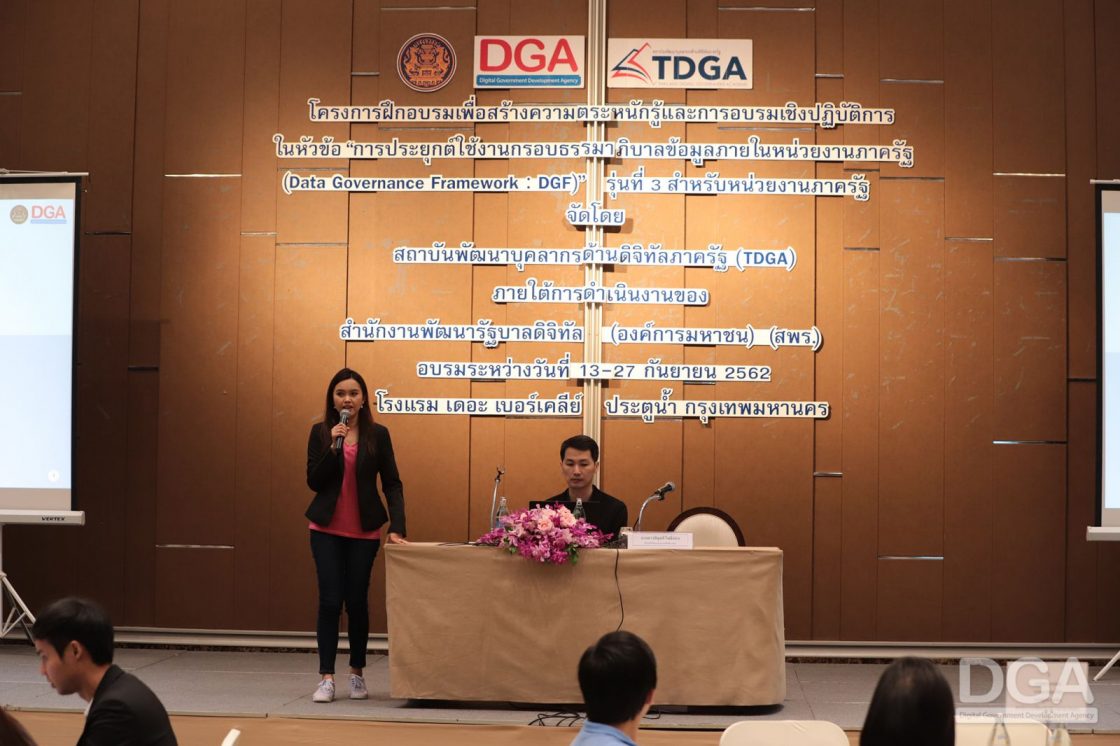 DGA
Digital Government Development Agency
TDGA
โครงการฝึกอบรมเพื่อสร้างความตระหนักรู้และการอบรมเชิงปฏิบัติการ
ในหัวข้อ “การประยุกต์ใช้งานกรอบธรรมาภิบาลข้อมูลภายในหน่วยงานภาครัฐ
(Data Governance Framework : DGF)” รุ่นที่ 3 สำหรับหน่วยงานภาครัฐ
จัดโดย
สถาบันพัฒนาบุคลากรด้านดิจิทัลภาครัฐ (TDGA)
ภายใต้การดำเนินงานของ
สำนักงานพัฒนารัฐบาลดิจิทัล (องค์การมหาชน) (สพร.)
อบรมระหว่างวันที่ 13-27 กันยายน 2562
โรงแรม เดอะ เบอร์เคลีย์ ประตูน้ำ กรุงเทพมหานคร
DGA
VERTEX
DGA
Digital Government Development Agency